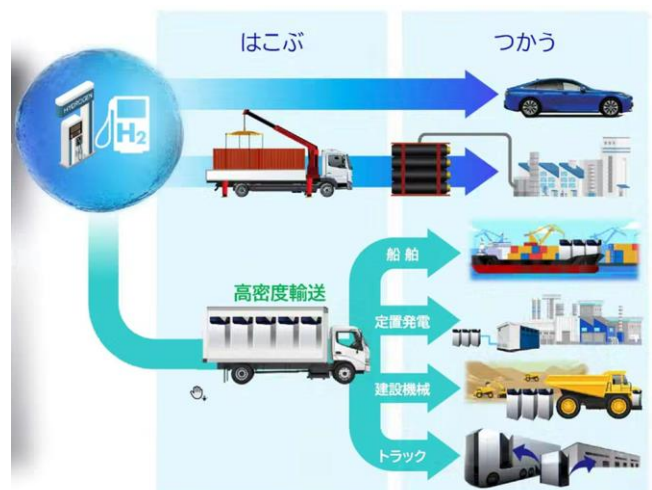 はこぶ
つかう
HYDROGEN
H2
船舶
高密度輸送
定置発電
建設機械
トラック